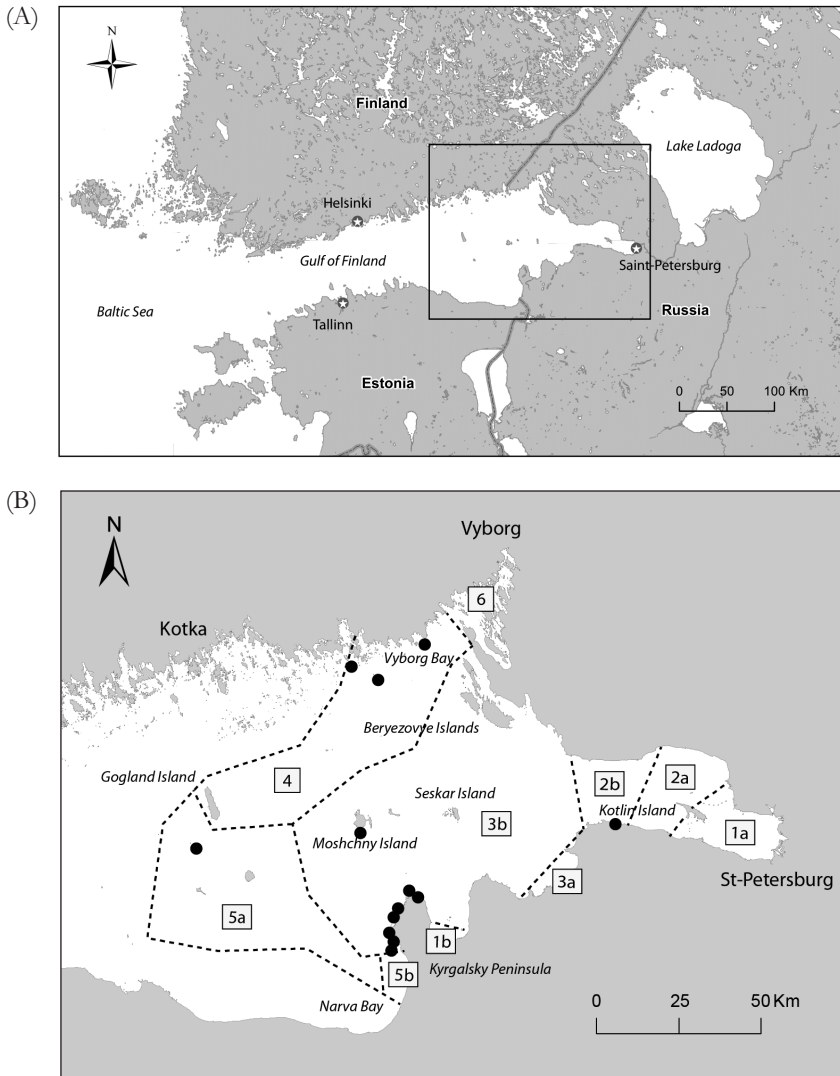 (A)
N
Finland
Lake Ladoga
Helsinki
Gulf of Finland
Saint-Petersburg
Baltic Sea
Tallinn
Russia
Estonia
0 50 100 Km
(B)
N
Vyborg
6
Kotka
Vyborg Bay
Beryezovye Islands
Gogland Island
4
2b
2a
Seskar Island
Kotlin Island
3b
1a
Moshchny Island
St-Petersburg
3a
5a
1b
5b
Kyrgalsky Peninsula
Narva Bay
0 25 50 Km